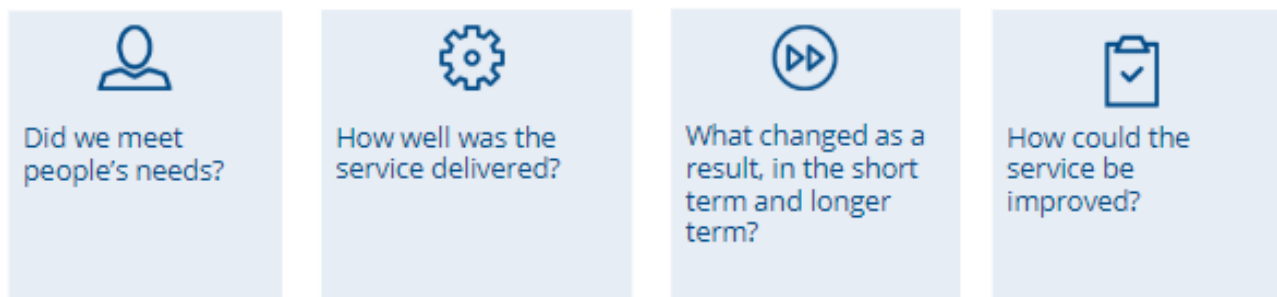 Did we meet
people’s needs?
How well was the
service delivered?
What changed as a
result, in the short
term and longer
term?
How could the
service be
improved?